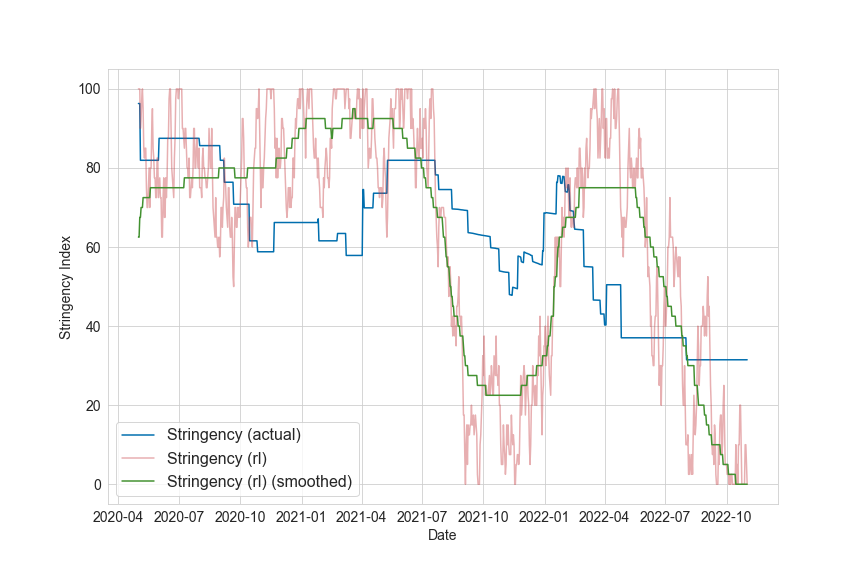 100
80
60
40
20
0
Stringency Index
Stringency (actual)
Stringency (rl)
Stringency (rl) (smoothed)
2020-04 2020-07 2020-10 2021-01 2021-04 2021-07 2021-10 2022-01 2022-04 2022-07 2022-10
Date